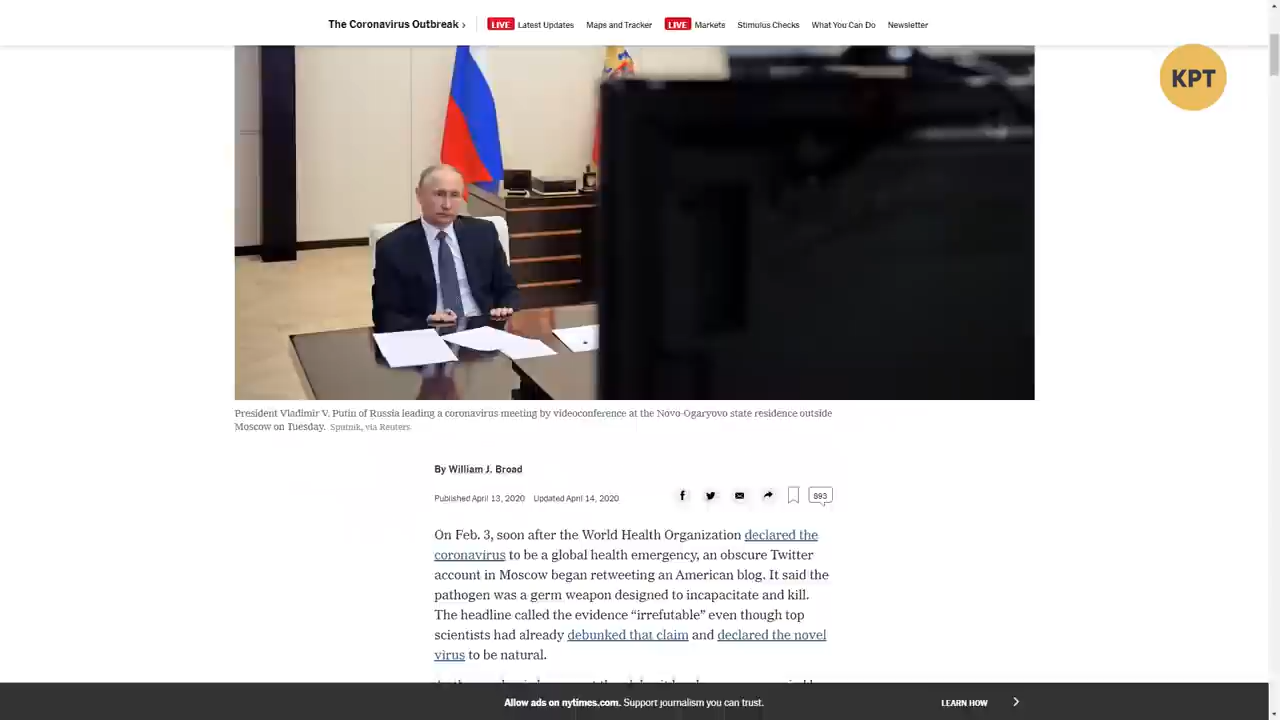 The Coronavirus Outbreak › LIVE Latest Updates Maps and Tracker LIVE Markets Stimulus Checks What You Can Do Newsletter
KPT
President Vladimir V. Putin of Russia leading a coronavirus meeting by videoconference at the Novo-Ogaryovo state residence outside
Moscow on Tuesday. Sputnik, via Reuters
By William J. Broad
Published April 13, 2020 Updated April 14, 2020 893
On Feb. 3, soon after the World Health Organization declared the
coronavirus to be a global health emergency, an obscure Twitter
account in Moscow began retweeting an American blog. It said the
pathogen was a germ weapon designed to incapacitate and kill.
The headline called the evidence “irrefutable” even though top
scientists had already debunked that claim and declared the novel
virus to be natural.
Allow ads on nytimes.com. Support journalism you can trust. LEARN HOW